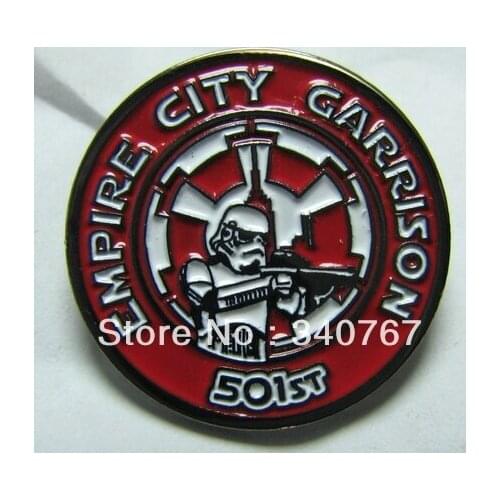 EMPIRE CITY GARRISON
Store No : 340767
501ST